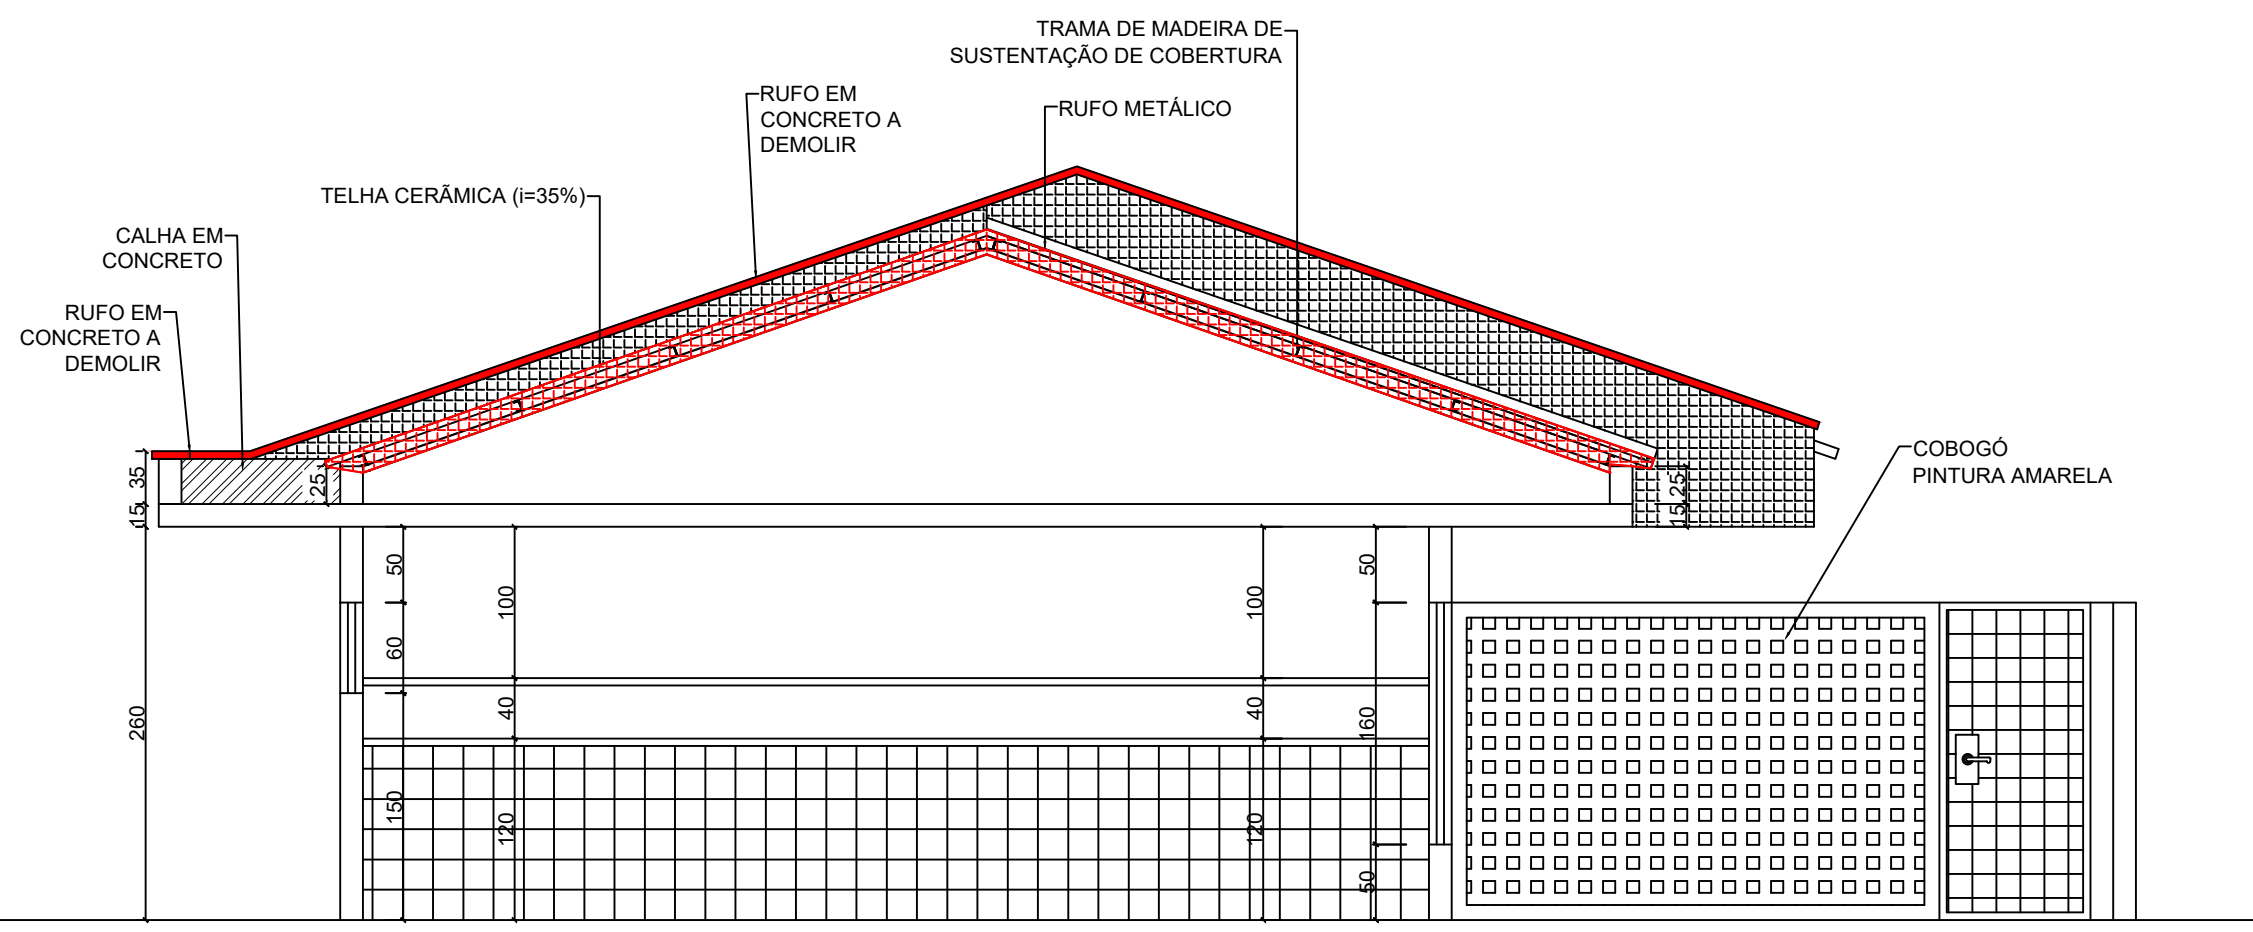 TRAMA DE MADEIRA DE
SUSTENTAÇÃO DE COBERTURA
RUFO EM
CONCRETO A
DEMOLIR
RUFO METÁLICO
TELHA CERÃMICA (i=35%)
CALHA EM
CONCRETO
RUFO EM
CONCRETO A
DEMOLIR
COBOGÓ
PINTURA AMARELA
35
15
260
25
50
60
150
100
40
120
100
40
120
50
160
50
25
15